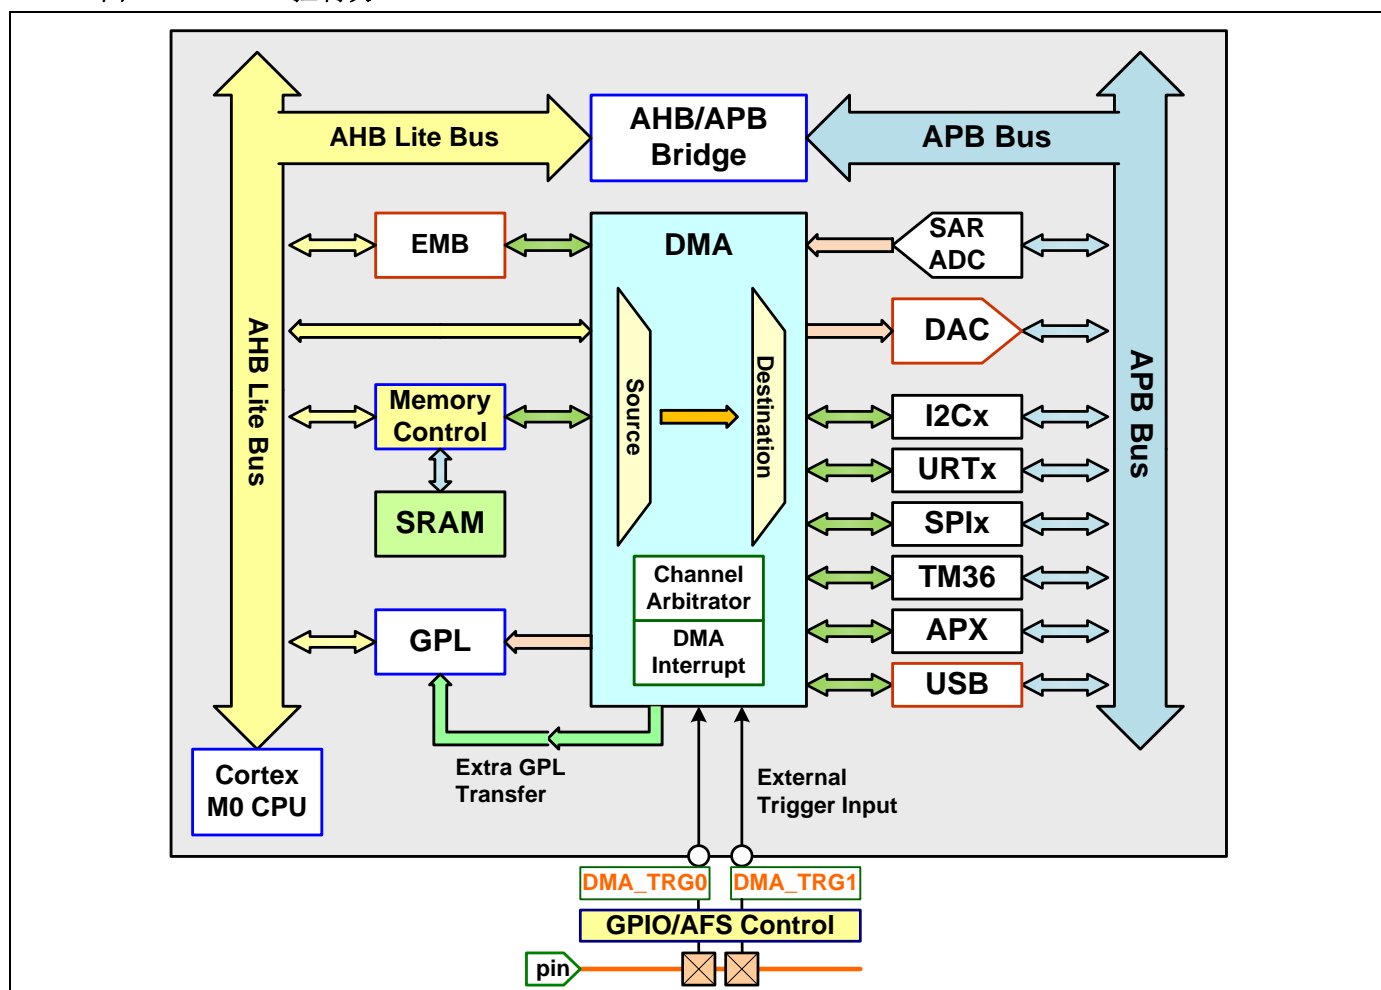 AHB Lite Bus
AHB/APB
Bridge
APB Bus
EMB
DMA
SAR
ADC
DAC
AHB Lite Bus
Source
Destination
APB Bus
Memory
Control
I2Cx
URTx
SRAM
SPIx
Channel
Arbitrator
TM36
GPL
DMA
Interrupt
APX
USB
Extra GPL
Transfer
External
Trigger Input
Cortex
M0 CPU
DMA_TRG0
DMA_TRG1
GPIO/AFS Control
pin